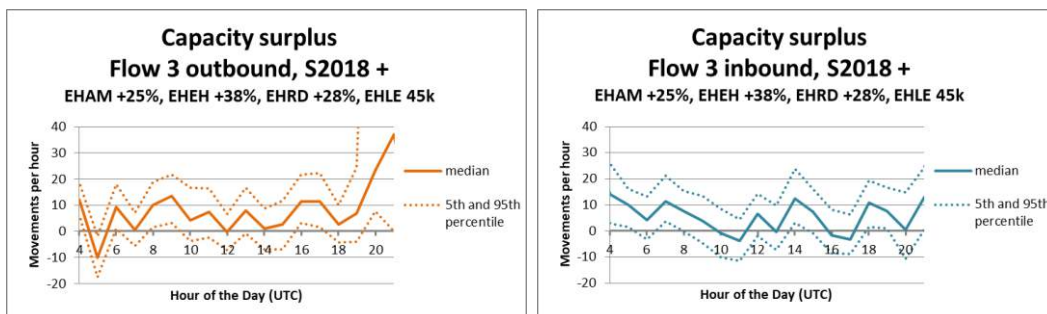 Capacity surplus
Flow 3 outbound, S2018 +
EHAM +25%, EHEH +38%, EHRD +28%, EHLE 45k
Movements per hour
40
30
20
10
0
-10
-20
4 6 8 10 12 14 16 18 20
Hour of the Day (UTC)
median
5th and 95th
percentile
Capacity surplus
Flow 3 inbound, S2018 +
EHAM +25%, EHEH +38%, EHRD +28%, EHLE 45k
Movements per hour
40
30
20
10
0
-10
-20
4 6 8 10 12 14 16 18 20
Hour of the Day (UTC)
median
5th and 95th
percentile